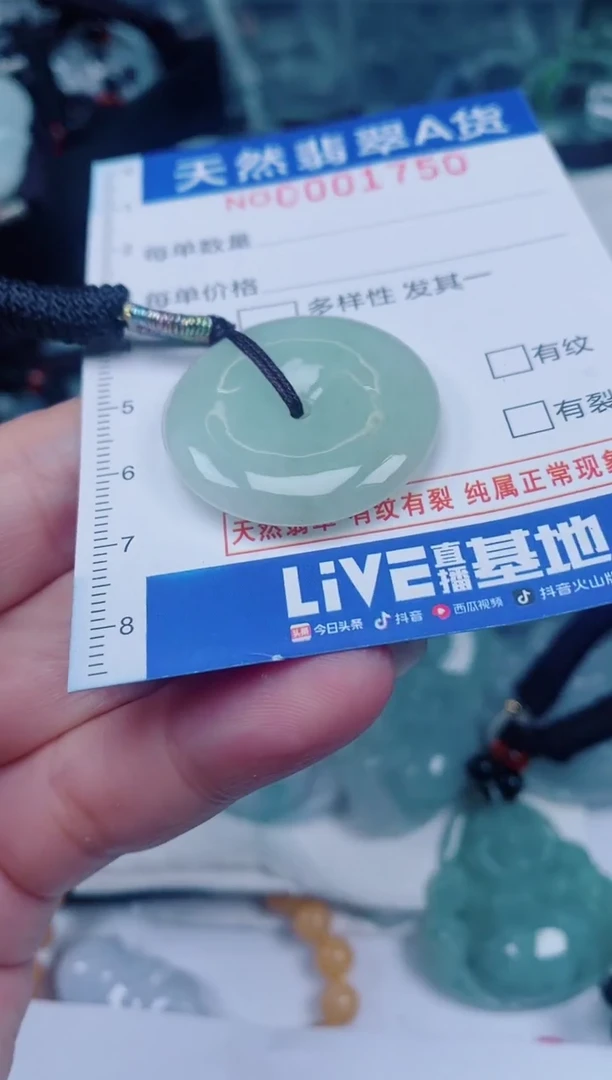 天然翡翠A货
NO0001750
每单数量
每单价格
多样性 发其一
有纹
有裂
天然翡翠 有纹有裂 纯属正常现象
LiVE直播基地
今日头条 抖音 西瓜视频 抖音火山版
5
6
7
8